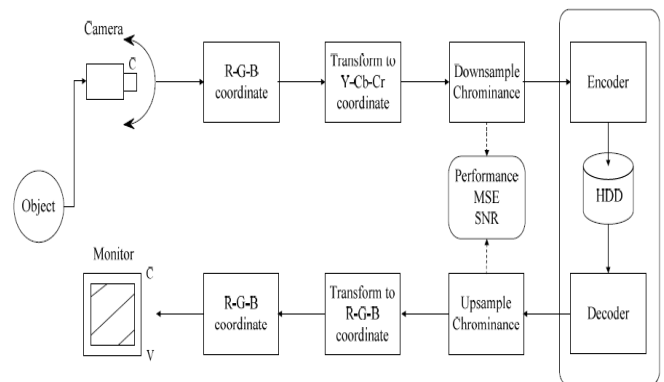 Camera
C
R-G-B
coordinate
Transform to
Y-Cb-Cr
coordinate
Downsample
Chrominance
Encoder
Object
Performance
MSE
SNR
HDD
Monitor
C
V
R-G-B
coordinate
Transform to
R-G-B
coordinate
Upsample
Chrominance
Decoder